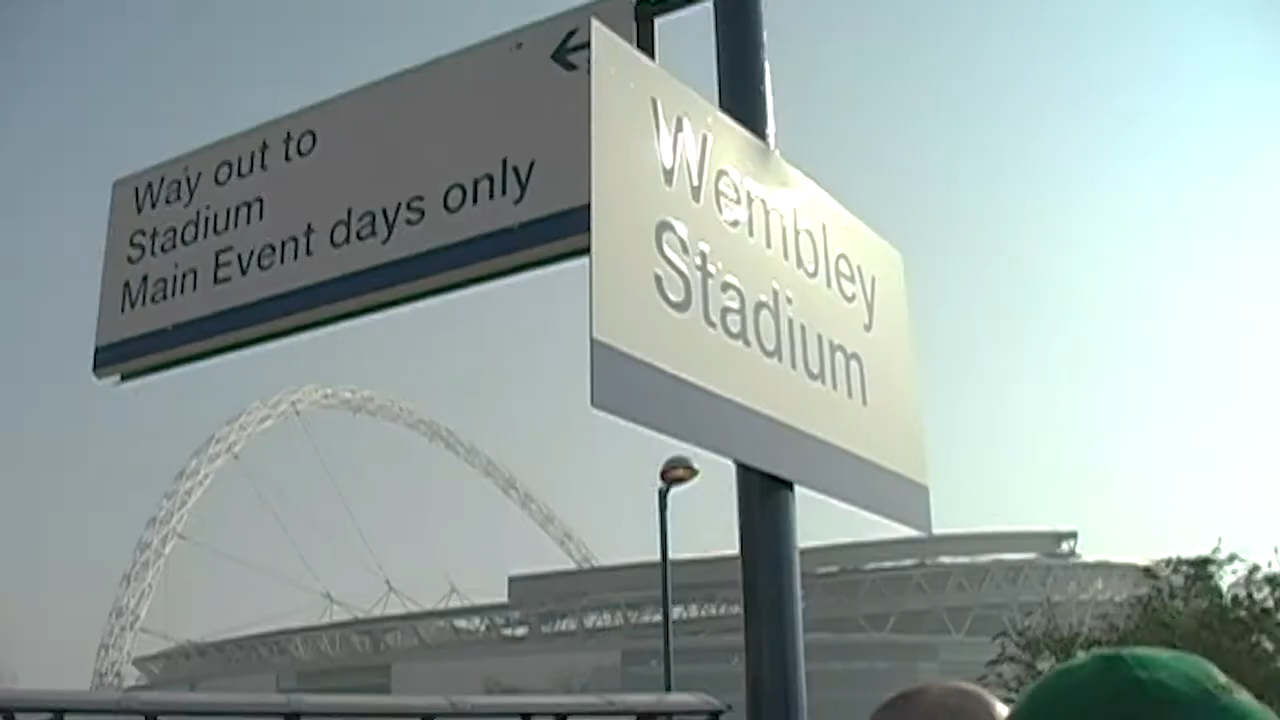 Way out to
Stadium
Main Event days only
Wembley
Stadium